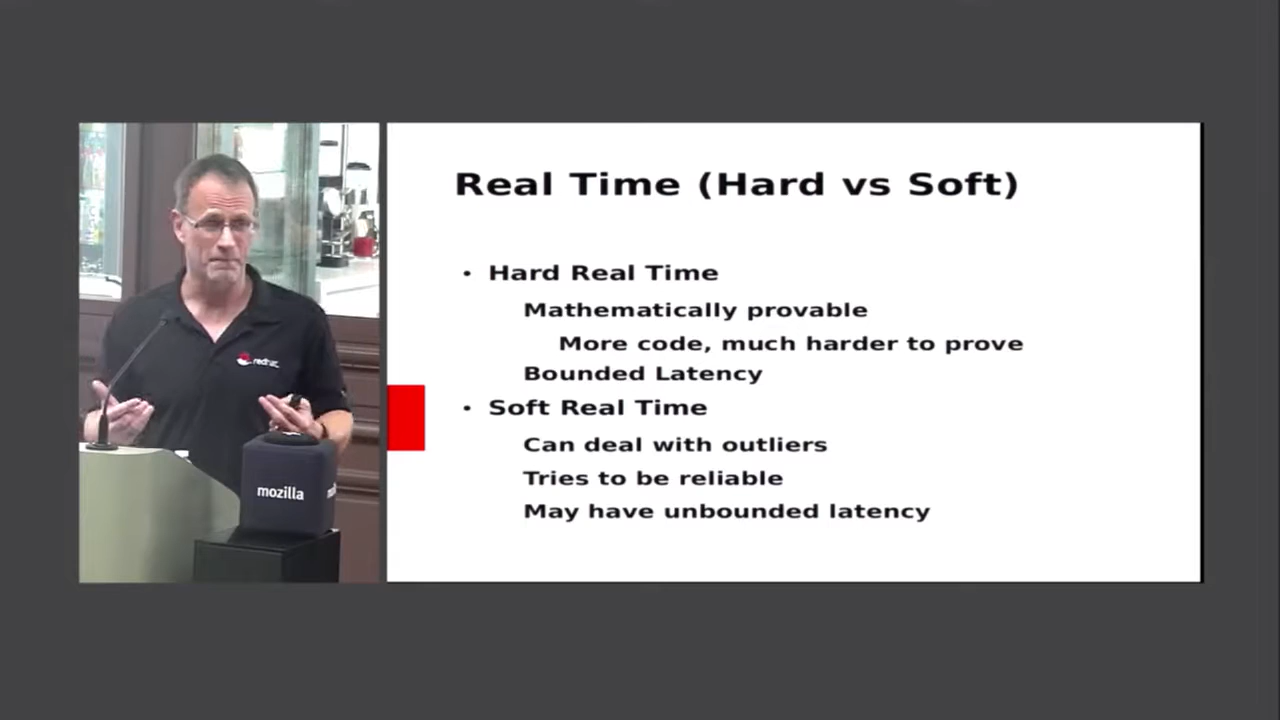 Real Time (Hard vs Soft)
• Hard Real Time
Mathematically provable
More code, much harder to prove
Bounded Latency
• Soft Real Time
Can deal with outliers
Tries to be reliable
May have unbounded latency
redhat.
mozilla